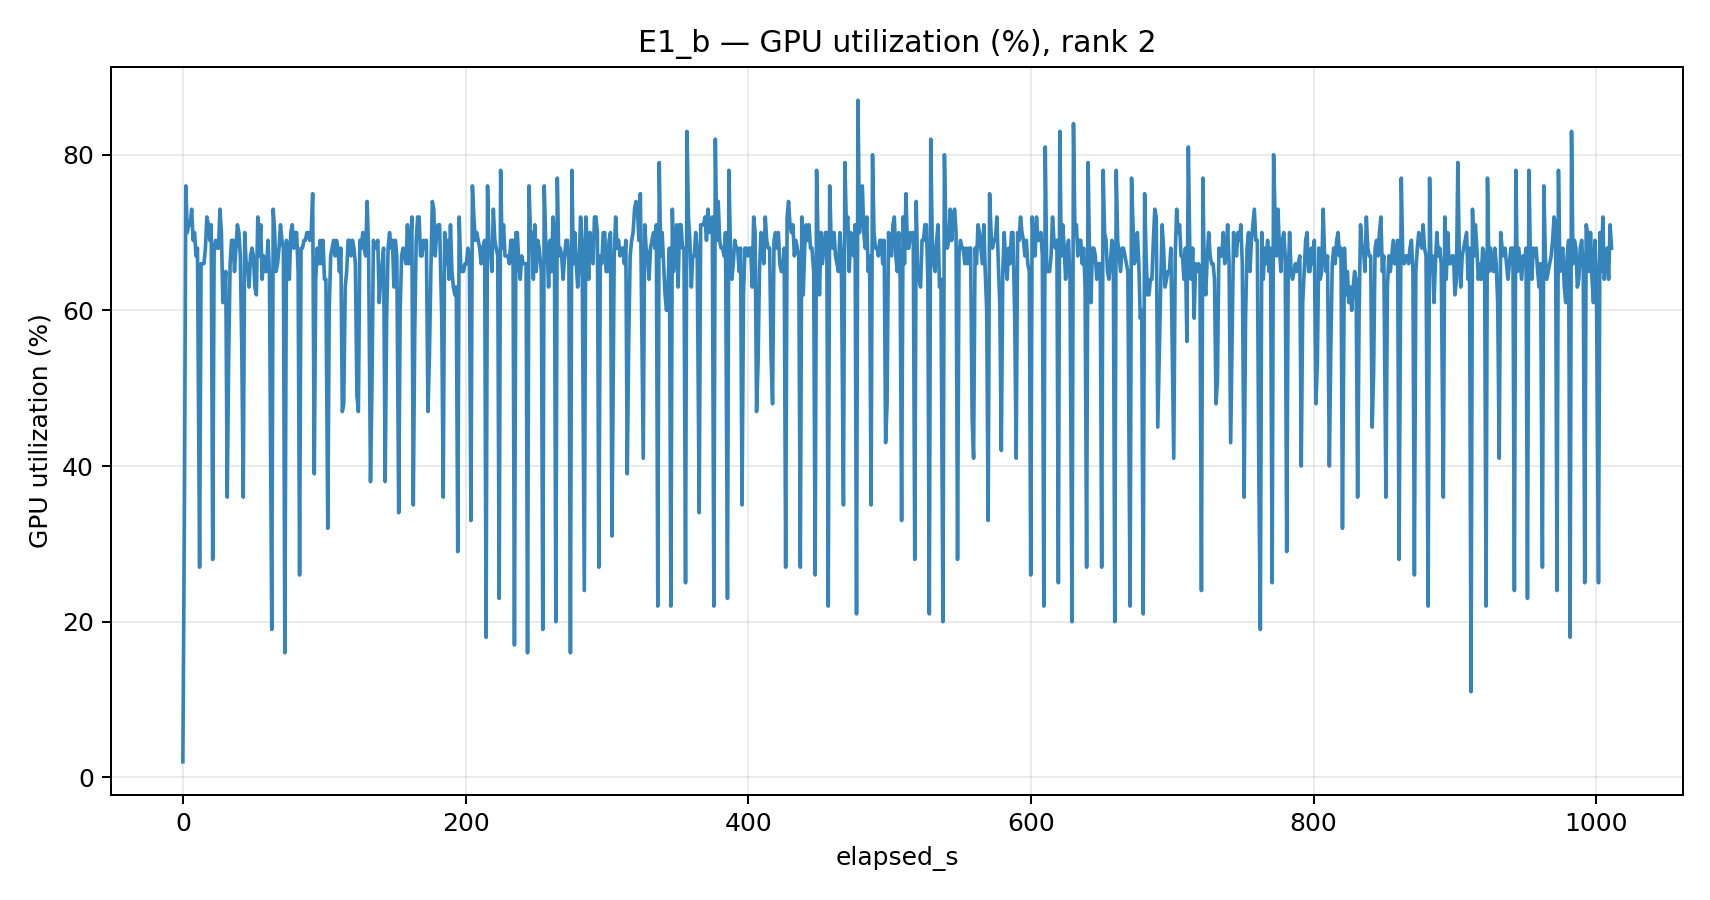 E1_b — GPU utilization (%), rank 2
GPU utilization (%)
80
60
40
20
0
0 200 400 600 800 1000
elapsed_s